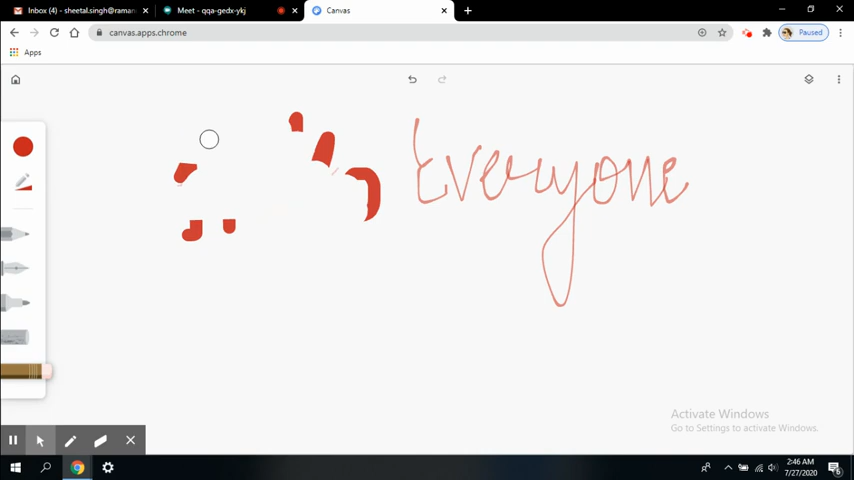 Inbox (4) - sheetal.singh@raman
Meet - qqa-gedx-ykj
Canvas
canvas.apps.chrome
Paused
Apps
Everyone
Activate Windows
Go to Settings to activate Windows.
2:46 AM
7/27/2020